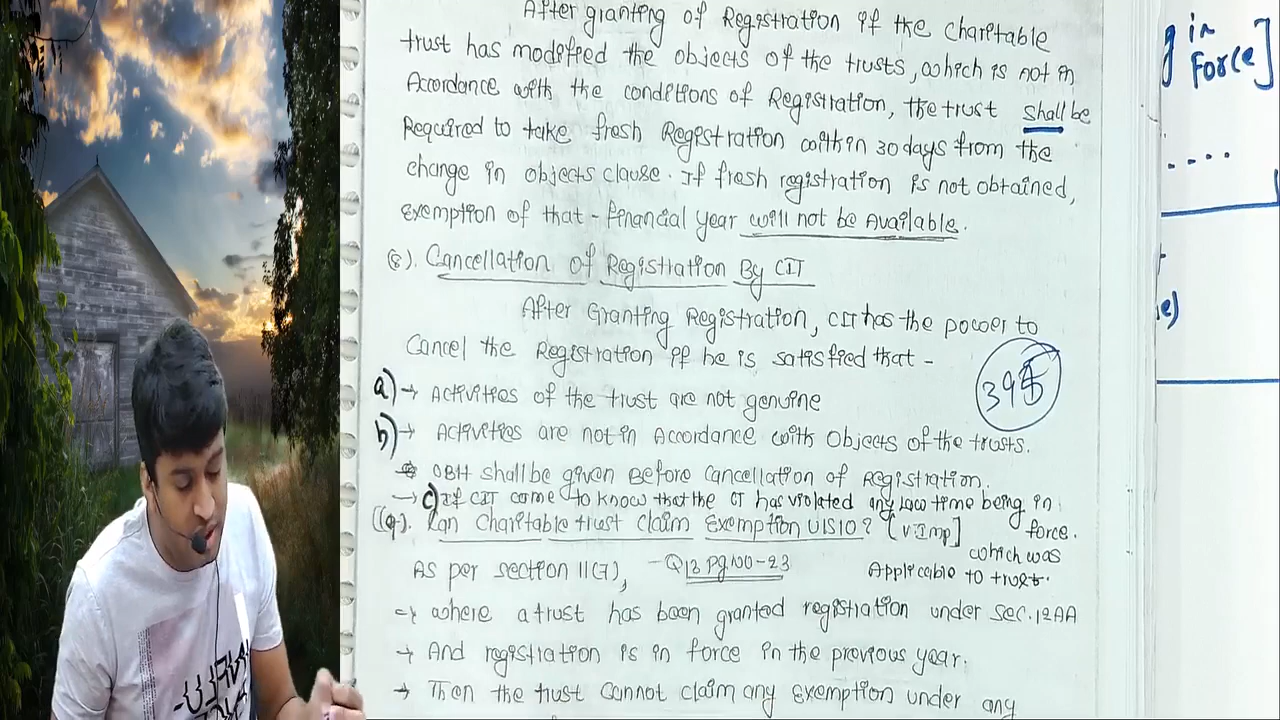 After granting of Registration if the charitable
trust has modified the objects of the trusts, which is not in
Accordance with the conditions of Registration, the trust shall be
Required to take fresh Registration within 30 days from the
change in objects clause. If fresh registration is not obtained,
Exemption of that - financial year will not be Available.
(8). Cancellation of Registration By CIT
After Granting Registration, CIT has the power to
Cancel the Registration if he is satisfied that -
395
a) → Activities of the trust are not genuine
b) → Activities are not in Accordance with Objects of the trusts.
OBH shall be given Before cancellation of Registration.
→ c) If CIT come to know that the CT has violated any Law time being in
force.
which was
Applicable to trust.
(9). Can Charitable trust Claim Exemption U/S 10? [V.Imp]
As per section 11(7), - Q13 Pg no - 23
→ where a trust has been granted registration under sec. 12AA
→ And registration is in force in the previous year.
→ Then the trust cannot claim any Exemption under any
in
Force]
....